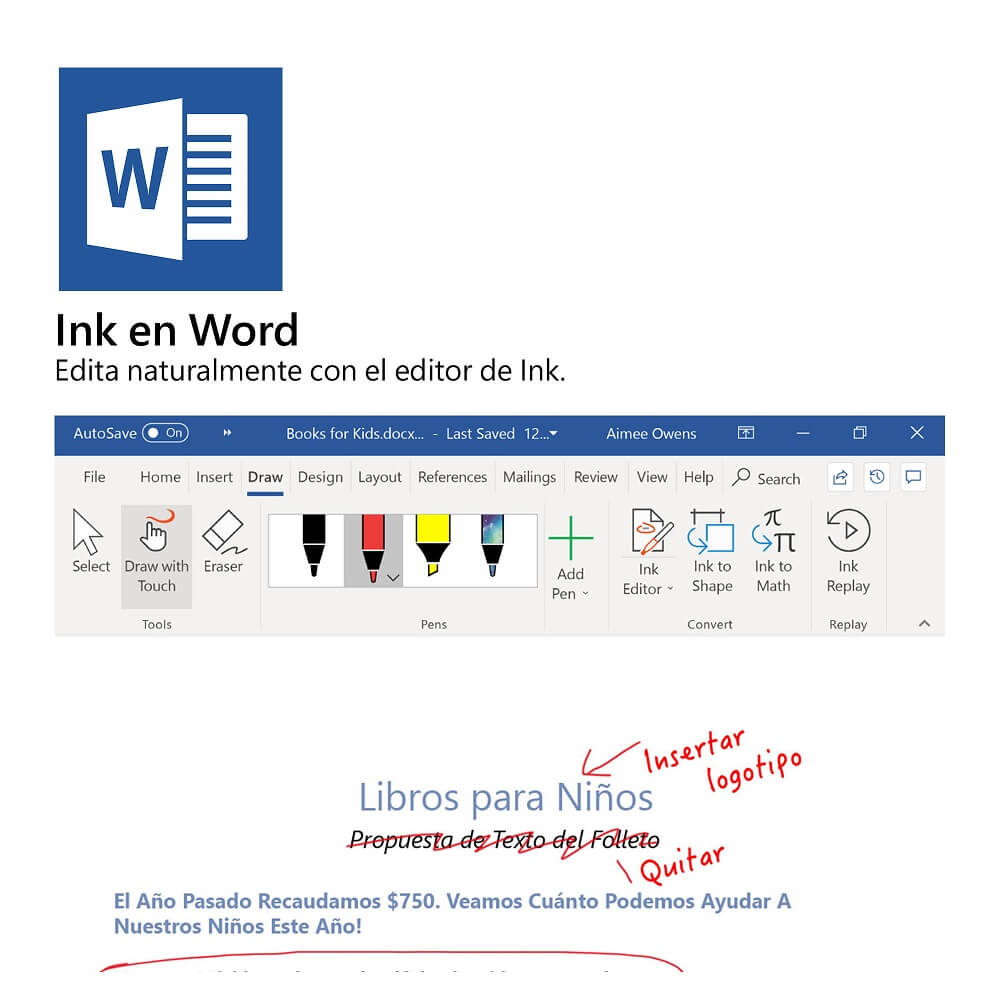 W
Ink en Word
Edita naturalmente con el editor de Ink.
AutoSave On Books for Kids.docx... - Last Saved 12... Aimee Owens
File Home Insert Draw Design Layout References Mailings Review View Help Search
Select Draw with Touch Eraser Add Pen Ink Editor Ink to Shape Ink to Math Ink Replay
Tools Pens Convert Replay
Insertar
logotipo
Libros para Niños
Propuesta de Texto del Folleto
Quitar
El Año Pasado Recaudamos $750. Veamos Cuánto Podemos Ayudar A
Nuestros Niños Este Año!